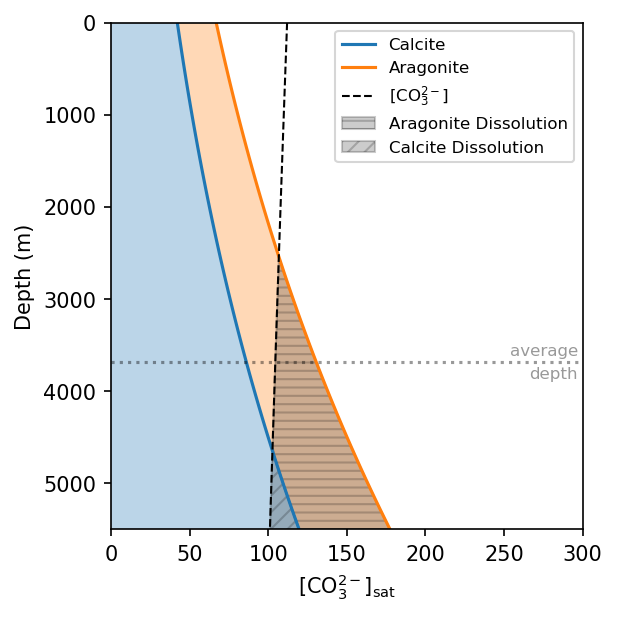 0
1000
2000
3000
4000
5000
Depth (m)
Calcite
Aragonite
[CO₃²⁻]
Aragonite Dissolution
Calcite Dissolution
average
depth
0 50 100 150 200 250 300
[CO₃²⁻]sat